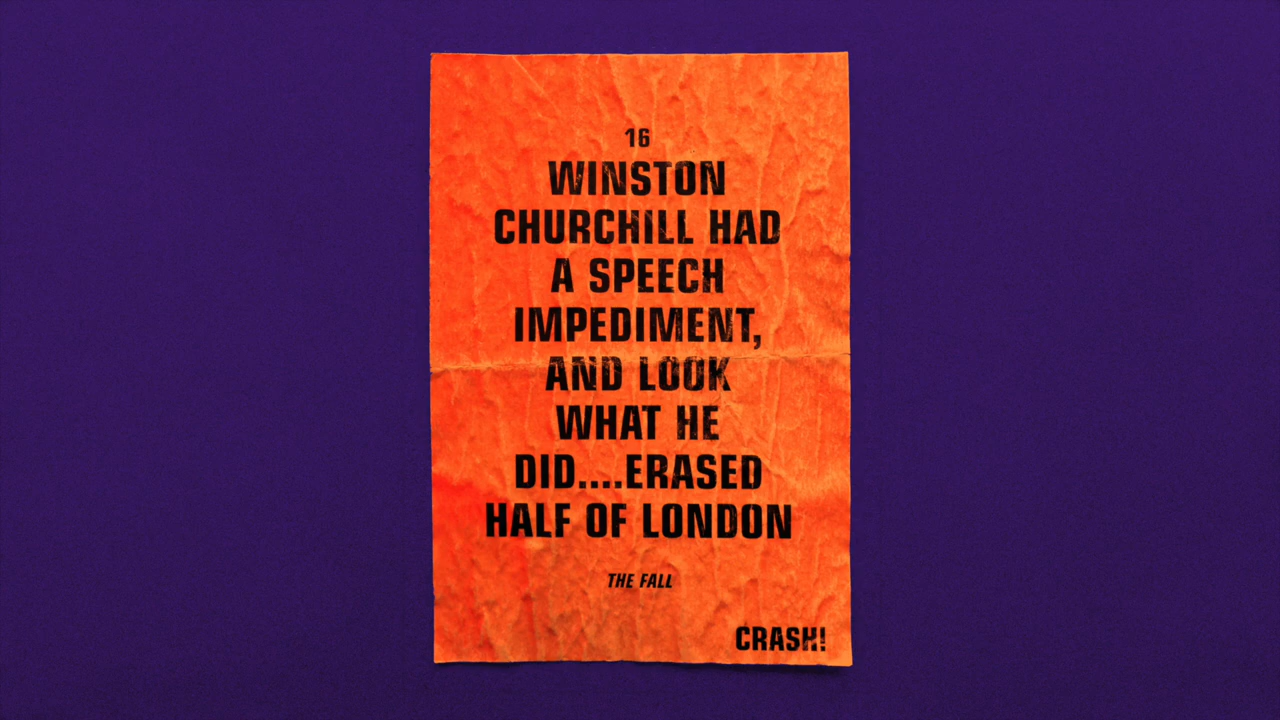 16
WINSTON
CHURCHILL HAD
A SPEECH
IMPEDIMENT,
AND LOOK
WHAT HE
DID....ERASED
HALF OF LONDON
THE FALL
CRASH!